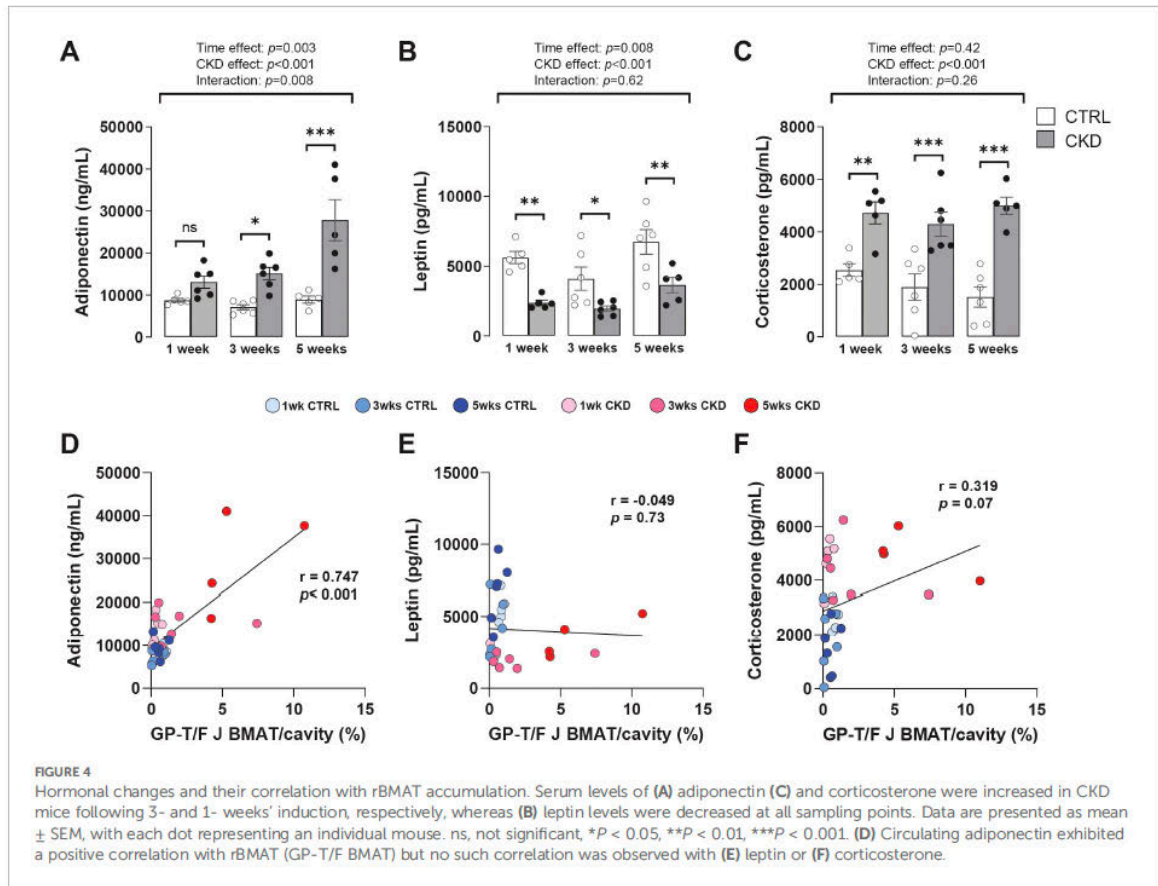 A
Time effect: p=0.003
CKD effect: p<0.001
Interaction: p=0.008
Adiponectin (ng/mL)
50000
40000
30000
20000
10000
0
ns
*
***
1 week
3 weeks
5 weeks
B
Time effect: p=0.008
CKD effect: p<0.001
Interaction: p=0.62
Leptin (pg/mL)
15000
10000
5000
0
**
*
**
1 week
3 weeks
5 weeks
C
Time effect: p=0.42
CKD effect: p<0.001
Interaction: p=0.26
Corticosterone (pg/mL)
8000
6000
4000
2000
0
**
***
***
1 week
3 weeks
5 weeks
CTRL
CKD
1wk CTRL
3wks CTRL
5wks CTRL
1wk CKD
3wks CKD
5wks CKD
D
Adiponectin (ng/mL)
50000
40000
30000
20000
10000
0
r = 0.747
p< 0.001
0
5
10
15
GP-T/F J BMAT/cavity (%)
E
Leptin (pg/mL)
15000
10000
5000
0
r = -0.049
p = 0.73
0
5
10
15
GP-T/F J BMAT/cavity (%)
F
Corticosterone (pg/mL)
8000
6000
4000
2000
0
r = 0.319
p = 0.07
0
5
10
15
GP-T/F J BMAT/cavity (%)
FIGURE 4
Hormonal changes and their correlation with rBMAT accumulation. Serum levels of (A) adiponectin (C) and corticosterone were increased in CKD
mice following 3- and 1- weeks' induction, respectively, whereas (B) leptin levels were decreased at all sampling points. Data are presented as mean
± SEM, with each dot representing an individual mouse. ns, not significant, *P < 0.05, **P < 0.01, ***P < 0.001. (D) Circulating adiponectin exhibited
a positive correlation with rBMAT (GP-T/F BMAT) but no such correlation was observed with (E) leptin or (F) corticosterone.